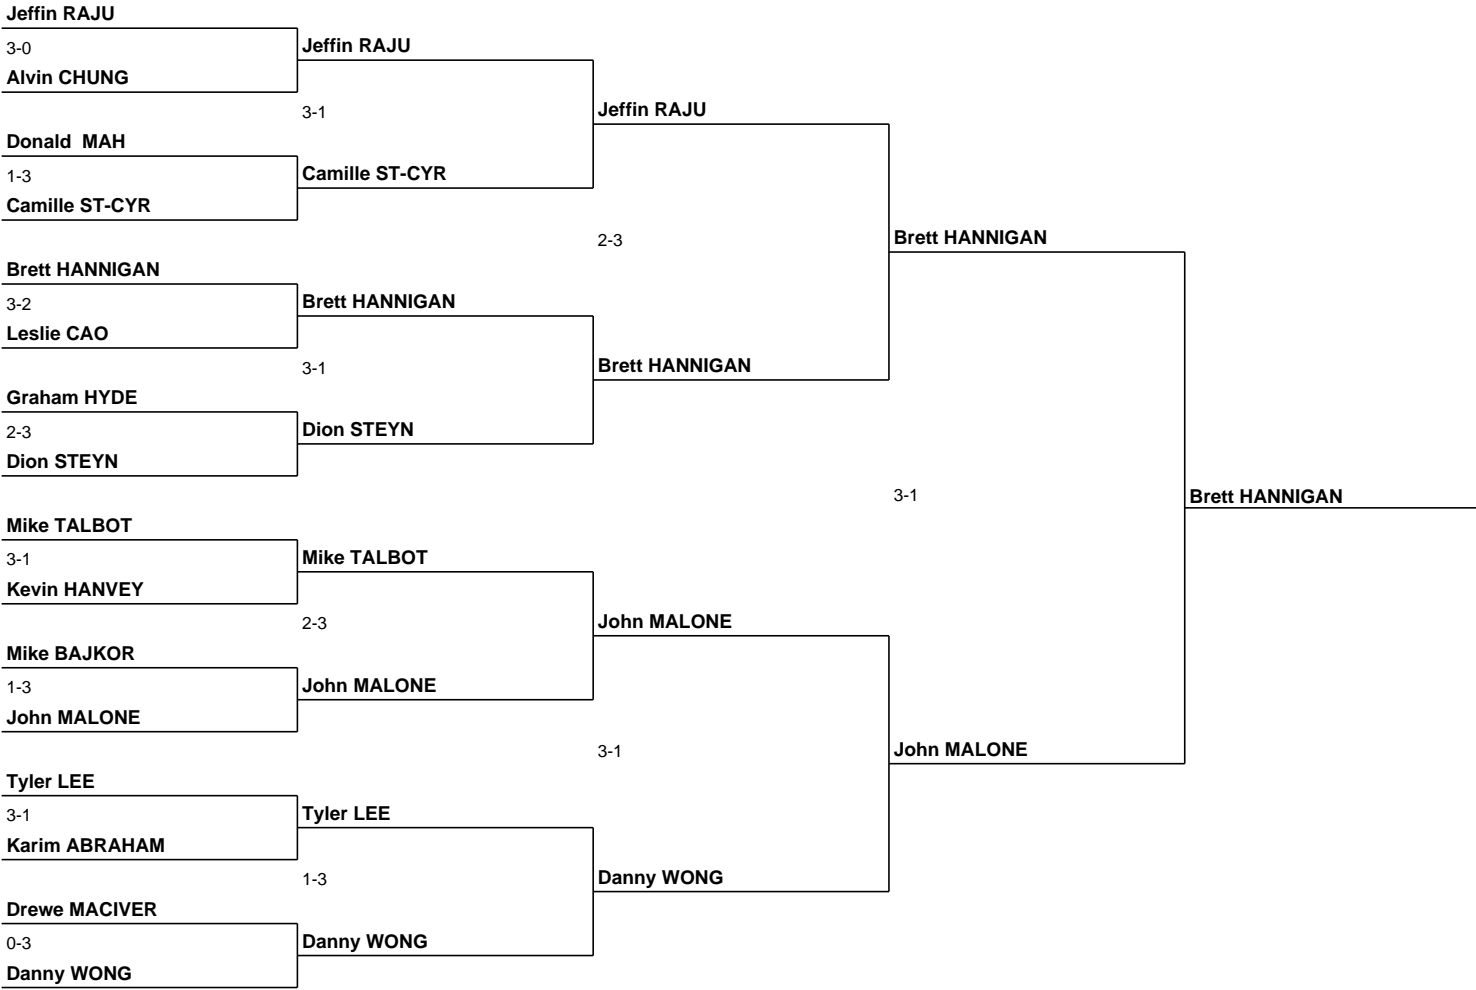 Jeffin RAJU
3-0
Alvin CHUNG
Donald  MAH
1-3
Camille ST-CYR
Brett HANNIGAN
3-2
Leslie CAO
Graham HYDE
2-3
Dion STEYN
Mike TALBOT
3-1
Kevin HANVEY
Mike BAJKOR
1-3
John MALONE
Tyler LEE
3-1
Karim ABRAHAM
Drewe MACIVER
0-3
Danny WONG
Jeffin RAJU
3-1
Camille ST-CYR
Brett HANNIGAN
3-1
Dion STEYN
Mike TALBOT
2-3
John MALONE
Tyler LEE
1-3
Danny WONG
Jeffin RAJU
2-3
Brett HANNIGAN
John MALONE
3-1
Danny WONG
Brett HANNIGAN
3-1
John MALONE
Brett HANNIGAN